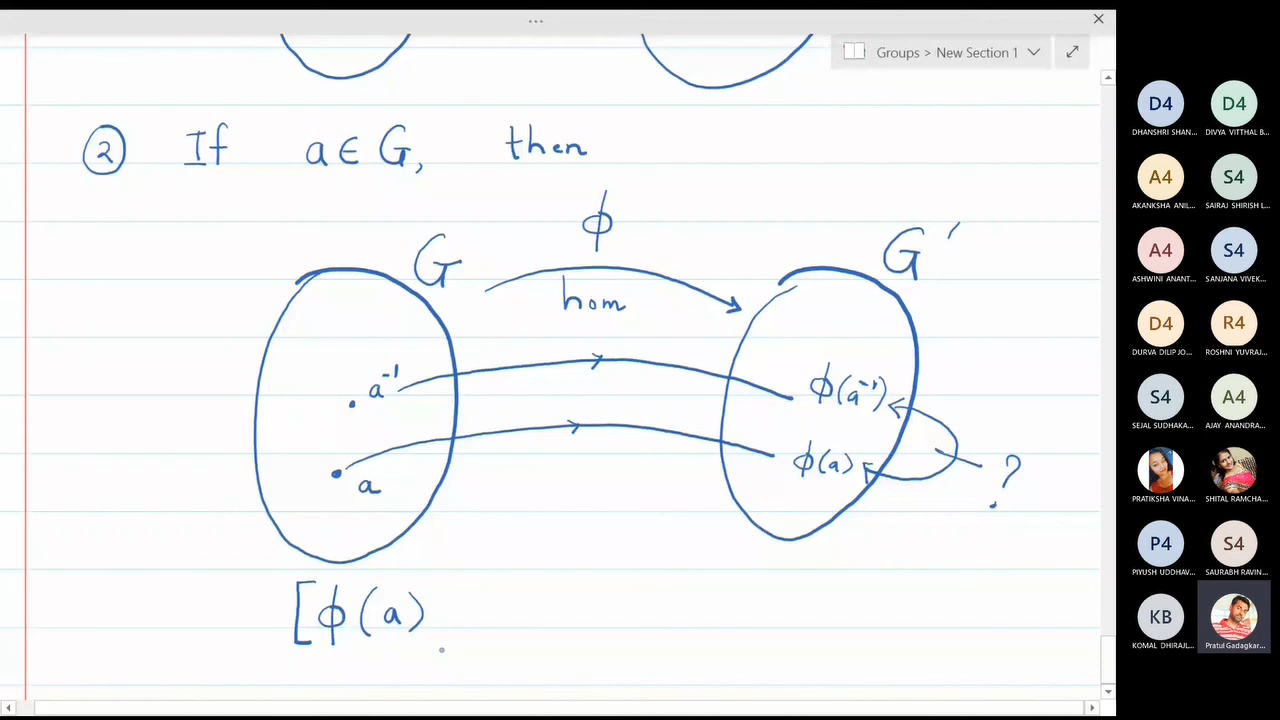 ...
Groups > New Section 1
② If a ∈ G, then
ϕ
G
G′
hom
a⁻¹
ϕ(a⁻¹)
a
ϕ(a)
?
[ϕ(a)
D4
D4
DHANSHRI SHAN...
DIVYA VITTHAL B...
A4
S4
AKANKSHA ANIL...
SAIRAJ SHIRISH L...
A4
S4
ASHWINI ANANT...
SANJANA VIVEK...
D4
R4
DURVA DILIP JO...
ROSHNI YUVRAJ...
S4
A4
SEJAL SUDHAKA...
AJAY ANANDRA...
PRATIKSHA VINA...
SHITAL RAMCHA...
P4
S4
PIYUSH UDDHAV...
SAURABH RAVIN...
KB
KOMAL DHIRAJL...
Pratul Gadagkar...